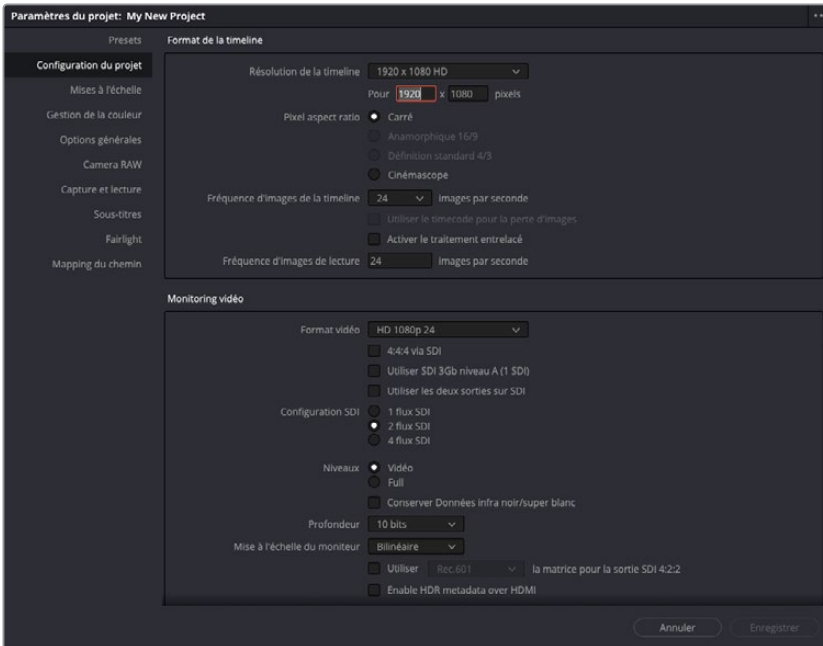 Paramètres du projet: My New Project
Presets
Configuration du projet
Mises à l'échelle
Gestion de la couleur
Options générales
Camera RAW
Capture et lecture
Sous-titres
Fairlight
Mapping du chemin
Format de la timeline
Résolution de la timeline 1920 x 1080 HD
Pour 1920 x 1080 pixels
Pixel aspect ratio Carré
Anamorphique 16/9
Définition standard 4/3
Cinémascope
Fréquence d'images de la timeline 24 images par seconde
Utiliser le timecode pour la perte d'images
Activer le traitement entrelacé
Fréquence d'images de lecture 24 images par seconde
Monitoring vidéo
Format vidéo HD 1080p 24
4:4:4 via SDI
Utiliser SDI 3Gb niveau A (1 SDI)
Utiliser les deux sorties sur SDI
Configuration SDI 1 flux SDI
2 flux SDI
4 flux SDI
Niveaux Vidéo
Full
Conserver Données infra noir/super blanc
Profondeur 10 bits
Mise à l'échelle du moniteur Bilinéaire
Utiliser Rec.601 la matrice pour la sortie SDI 4:2:2
Enable HDR metadata over HDMI
Annuler Enregistrer